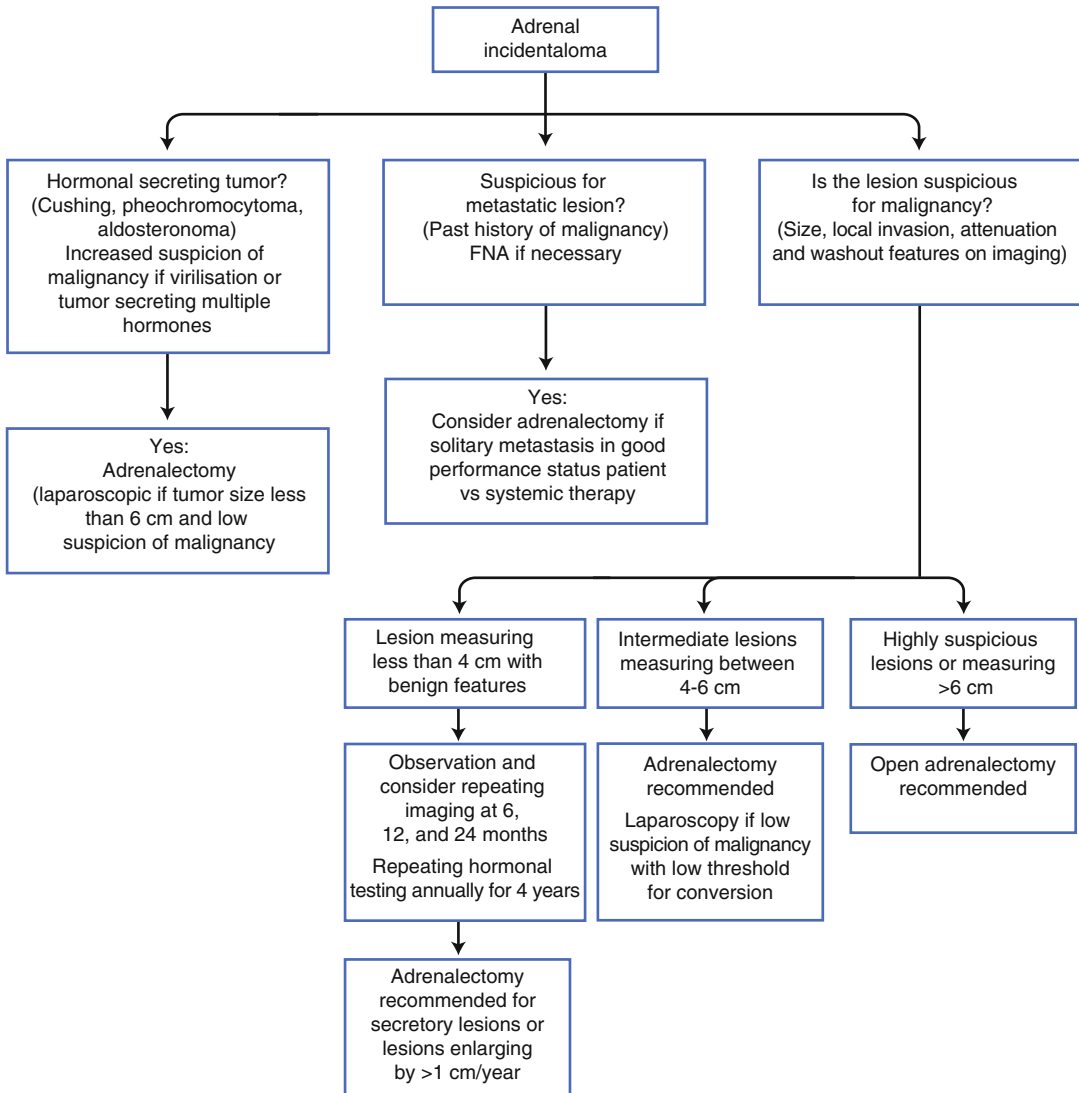 Adrenal
incidentaloma
Hormonal secreting tumor?
(Cushing, pheochromocytoma,
aldosteronoma)
Increased suspicion of
malignancy if virilisation or
tumor secreting multiple
hormones
Suspicious for
metastatic lesion?
(Past history of malignancy)
FNA if necessary
Is the lesion suspicious
for malignancy?
(Size, local invasion, attenuation
and washout features on imaging)
Yes:
Adrenalectomy
(laparoscopic if tumor size less
than 6 cm and low
suspicion of malignancy
Yes:
Consider adrenalectomy if
solitary metastasis in good
performance status patient
vs systemic therapy
Lesion measuring
less than 4 cm with
benign features
Intermediate lesions
measuring between
4-6 cm
Highly suspicious
lesions or measuring
>6 cm
Observation and
consider repeating
imaging at 6,
12, and 24 months
Repeating hormonal
testing annually for 4 years
Adrenalectomy
recommended
Laparoscopy if low
suspicion of malignancy
with low threshold
for conversion
Open adrenalectomy
recommended
Adrenalectomy
recommended for
secretory lesions or
lesions enlarging
by >1 cm/year